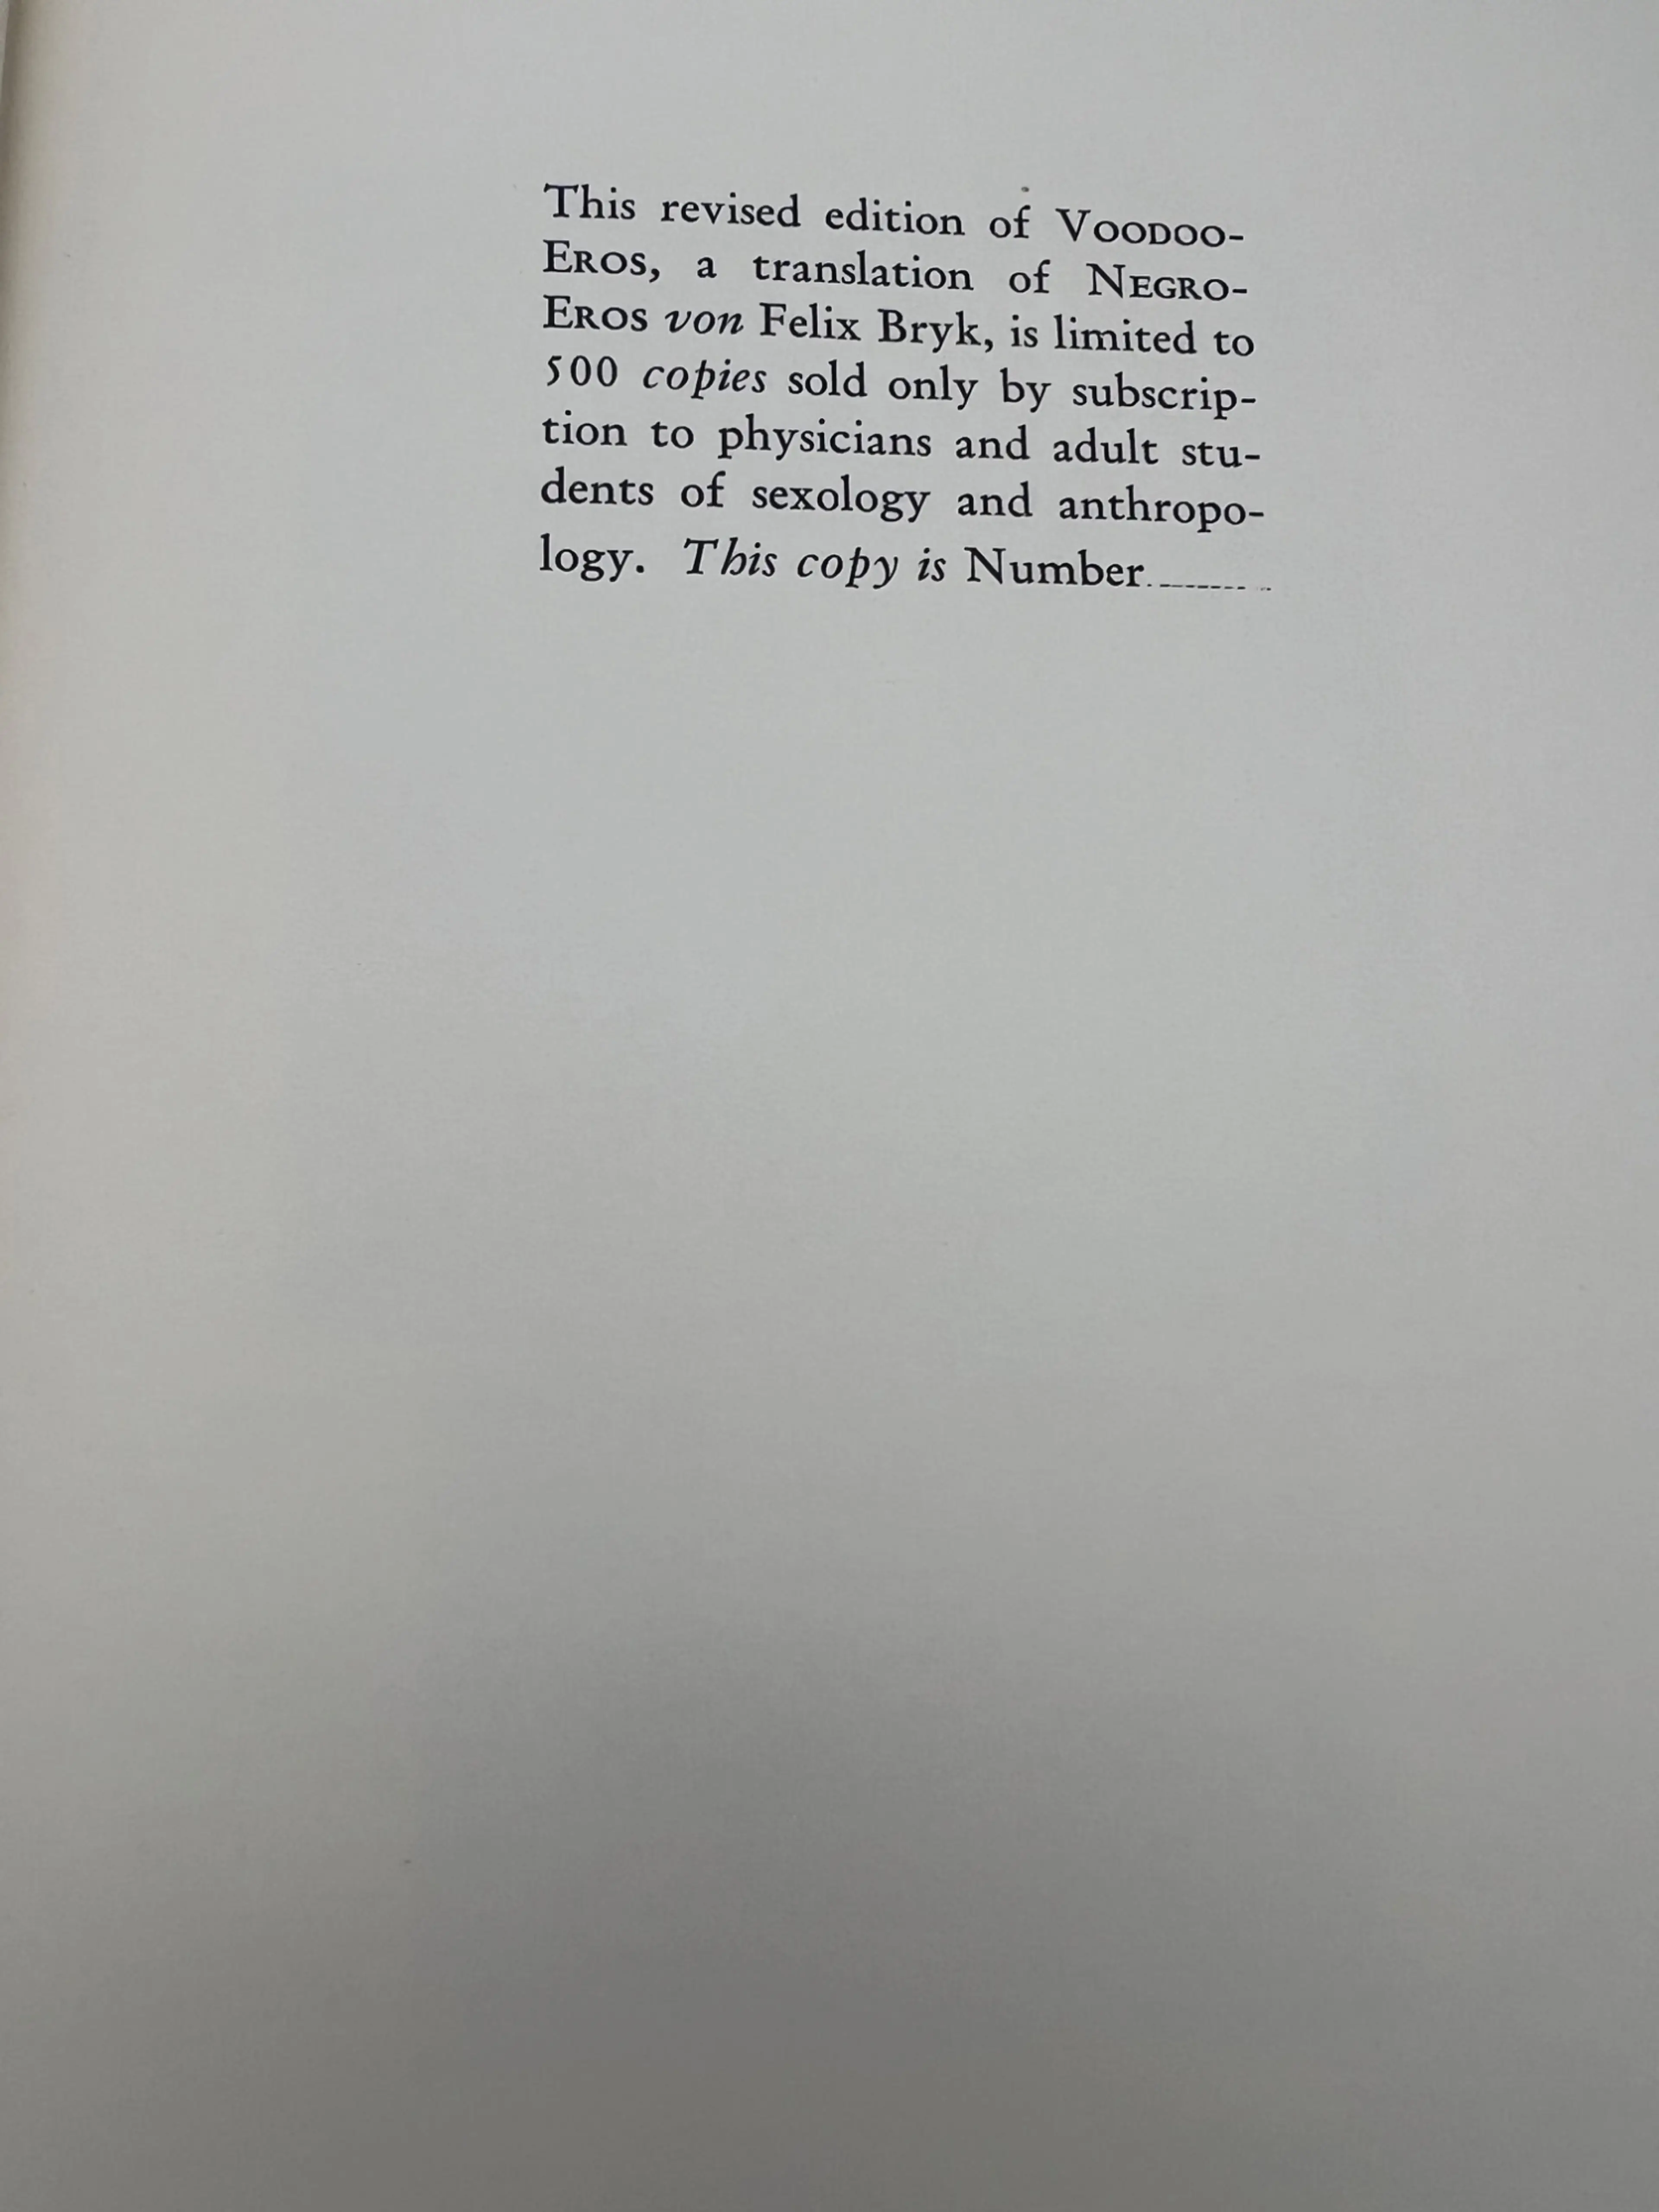 This revised edition of VOODOO-
EROS, a translation of NEGRO-
EROS von Felix Bryk, is limited to
500 copies sold only by subscrip-
tion to physicians and adult stu-
dents of sexology and anthropo-
logy. This copy is Number